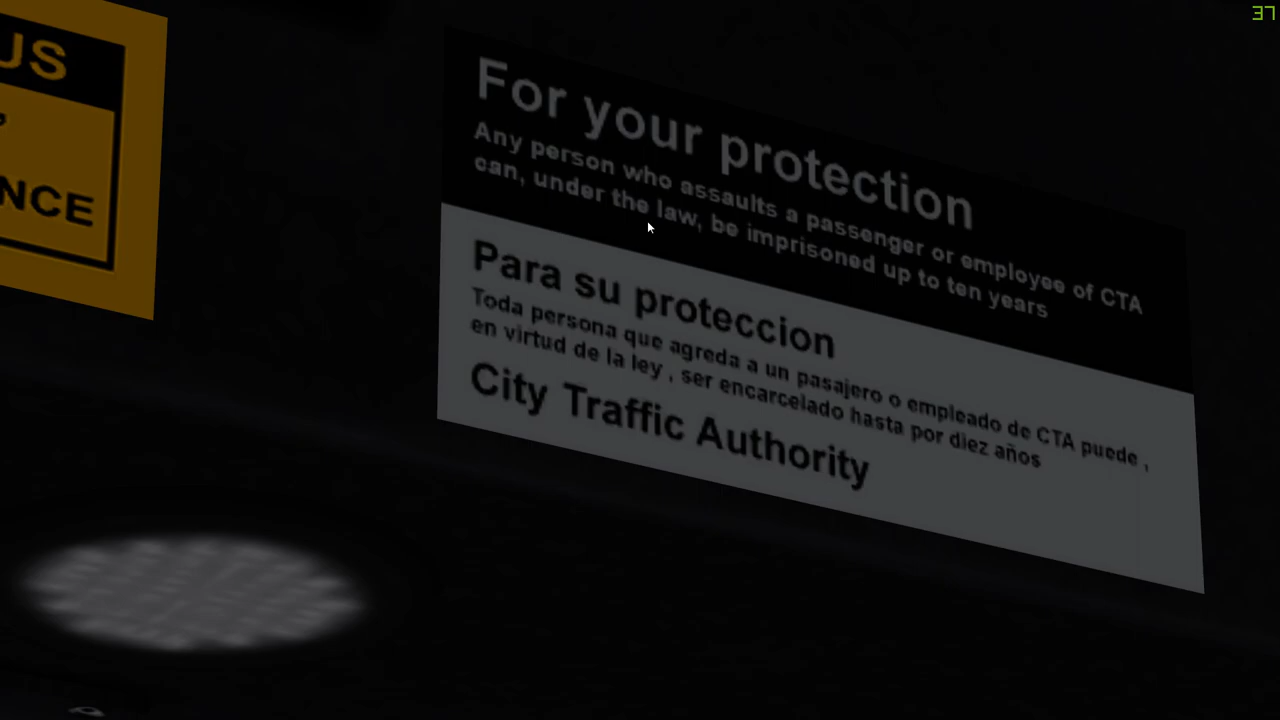 US
NCE
For your protection
Any person who assaults a passenger or employee of CTA
can, under the law, be imprisoned up to ten years
Para su proteccion
Toda persona que agreda a un pasajero o empleado de CTA puede ,
en virtud de la ley , ser encarcelado hasta por diez años
City Traffic Authority
37